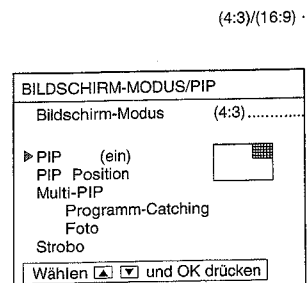 (4:3)/(16:9) ·
BILDSCHIRM-MODUS/PIP
Bildschirm-Modus (4:3).............
PIP (ein)
PIP Position
Multi-PIP
Programm-Catching
Foto
Strobo
Wählen ▲ ▼ und OK drücken